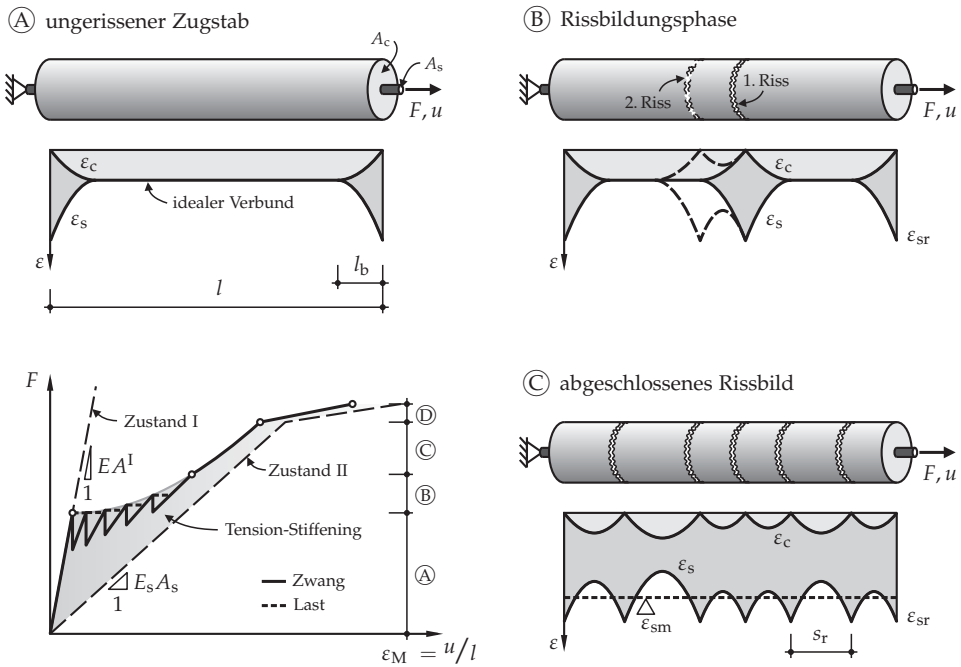 Ⓐ ungerissener Zugstab
A_c
A_s
F, u
ε_c
idealer Verbund
ε_s
ε
l_b
l
Ⓑ Rissbildungsphase
1. Riss
2. Riss
F, u
ε_c
ε_s
ε_sr
ε
F
Zustand I
EA^I
1
Ⓓ
Ⓒ
Zustand II
Ⓑ
Tension-Stiffening
E_sA_s
1
Zwang
Last
Ⓐ
ε_M = u/l
Ⓒ abgeschlossenes Rissbild
F, u
ε_c
ε_s
ε_sm
ε_sr
s_r
ε